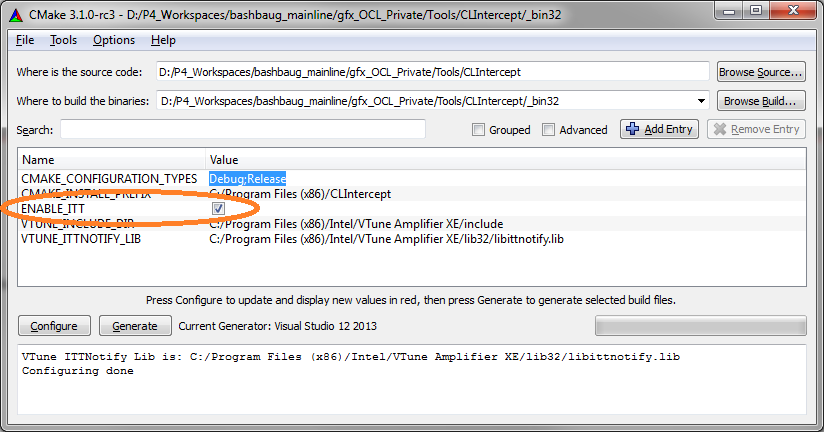 CMake 3.1.0-rc3 - D:/P4_Workspaces/bashbaug_mainline/gfx_OCL_Private/Tools/CLIntercept/_bin32
File Tools Options Help
Where is the source code: D:/P4_Workspaces/bashbaug_mainline/gfx_OCL_Private/Tools/CLIntercept Browse Source...
Where to build the binaries: D:/P4_Workspaces/bashbaug_mainline/gfx_OCL_Private/Tools/CLIntercept/_bin32 Browse Build...
Search: Grouped Advanced Add Entry Remove Entry
Name Value
CMAKE_CONFIGURATION_TYPES Debug;Release
CMAKE_INSTALL_PREFIX C:/Program Files (x86)/CLIntercept
ENABLE_ITT
VTUNE_INCLUDE_DIR C:/Program Files (x86)/Intel/VTune Amplifier XE/include
VTUNE_ITTNOTIFY_LIB C:/Program Files (x86)/Intel/VTune Amplifier XE/lib32/libittnotify.lib
Press Configure to update and display new values in red, then press Generate to generate selected build files.
Configure Generate Current Generator: Visual Studio 12 2013
VTune ITTNotify Lib is: C:/Program Files (x86)/Intel/VTune Amplifier XE/lib32/libittnotify.lib
Configuring done